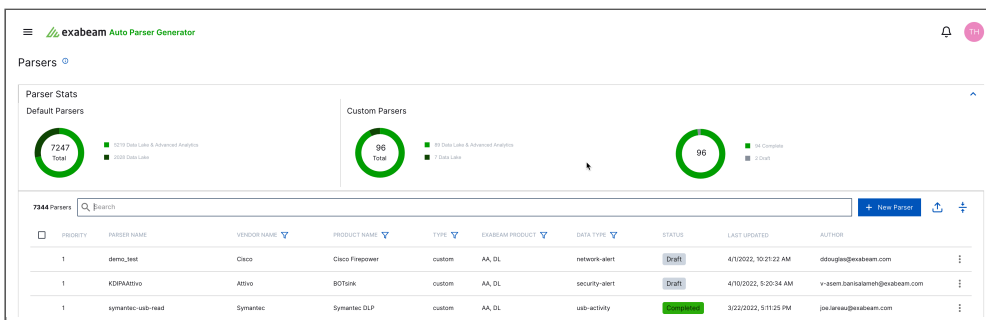 exabeam Auto Parser Generator
TH
Parsers
Parser Stats
Default Parsers
Custom Parsers
7247
Total
5219 Data Lake & Advanced Analytics
2028 Data Lake
96
Total
89 Data Lake & Advanced Analytics
7 Data Lake
96
94 Complete
2 Draft
7344 Parsers
Search
+ New Parser
PRIORITY PARSER NAME VENDOR NAME PRODUCT NAME TYPE EXABEAM PRODUCT DATA TYPE STATUS LAST UPDATED AUTHOR
1 demo_test Cisco Cisco Firepower custom AA, DL network-alert Draft 4/1/2022, 10:21:22 AM ddouglas@exabeam.com
1 KDIPAAttivo Attivo BOTsink custom AA, DL security-alert Draft 4/10/2022, 5:20:34 AM v-asem.banisalameh@exabeam.com
1 symantec-usb-read Symantec Symantec DLP custom AA, DL usb-activity Completed 3/22/2022, 5:11:25 PM joe.lareau@exabeam.com